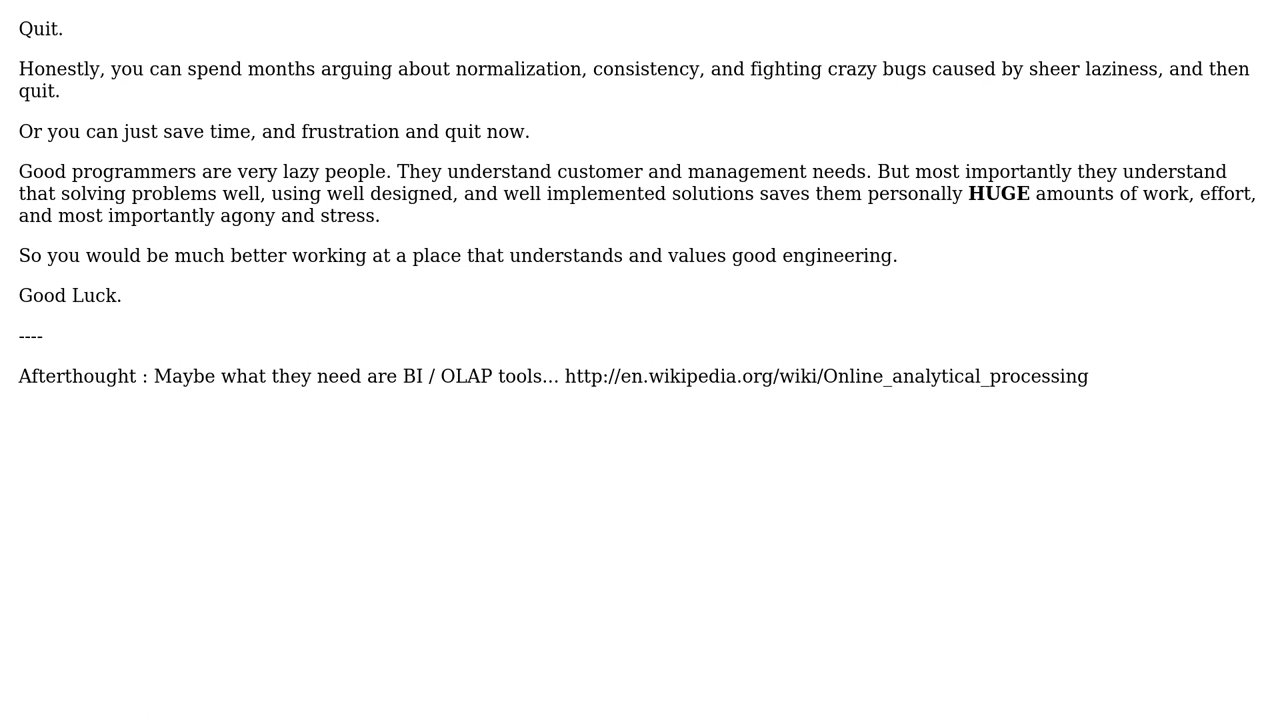 Quit.
Honestly, you can spend months arguing about normalization, consistency, and fighting crazy bugs caused by sheer laziness, and then
quit.
Or you can just save time, and frustration and quit now.
Good programmers are very lazy people. They understand customer and management needs. But most importantly they understand
that solving problems well, using well designed, and well implemented solutions saves them personally HUGE amounts of work, effort,
and most importantly agony and stress.
So you would be much better working at a place that understands and values good engineering.
Good Luck.
----
Afterthought : Maybe what they need are BI / OLAP tools... http://en.wikipedia.org/wiki/Online_analytical_processing